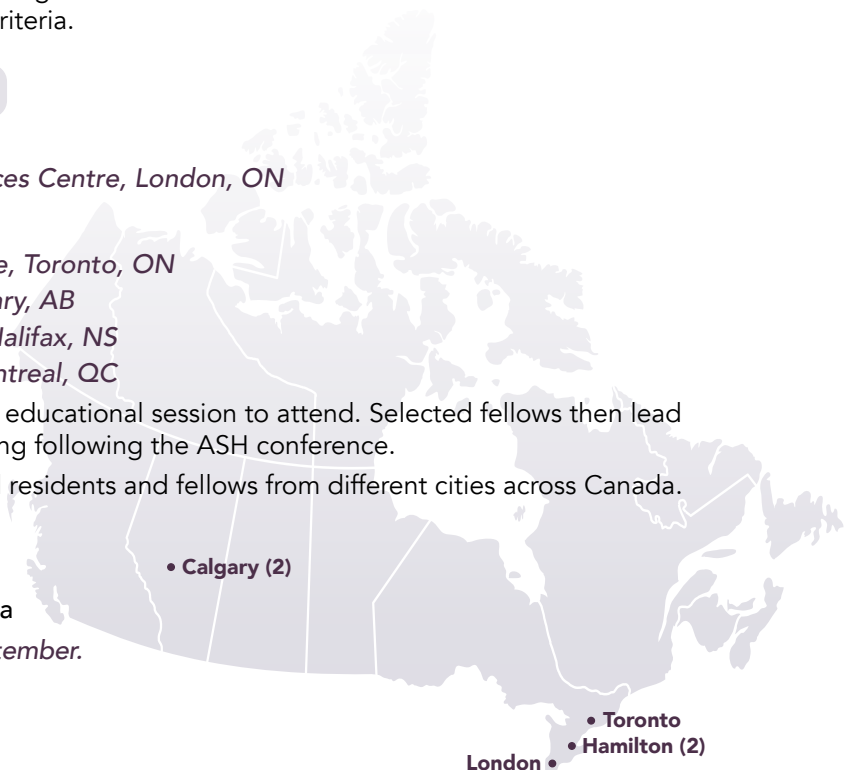 riteria.
ces Centre, London, ON
e, Toronto, ON
ary, AB
Halifax, NS
ntreal, QC
educational session to attend. Selected fellows then lead
ng following the ASH conference.
residents and fellows from different cities across Canada.
• Calgary (2)
a
tember.
• Toronto
• Hamilton (2)
London •